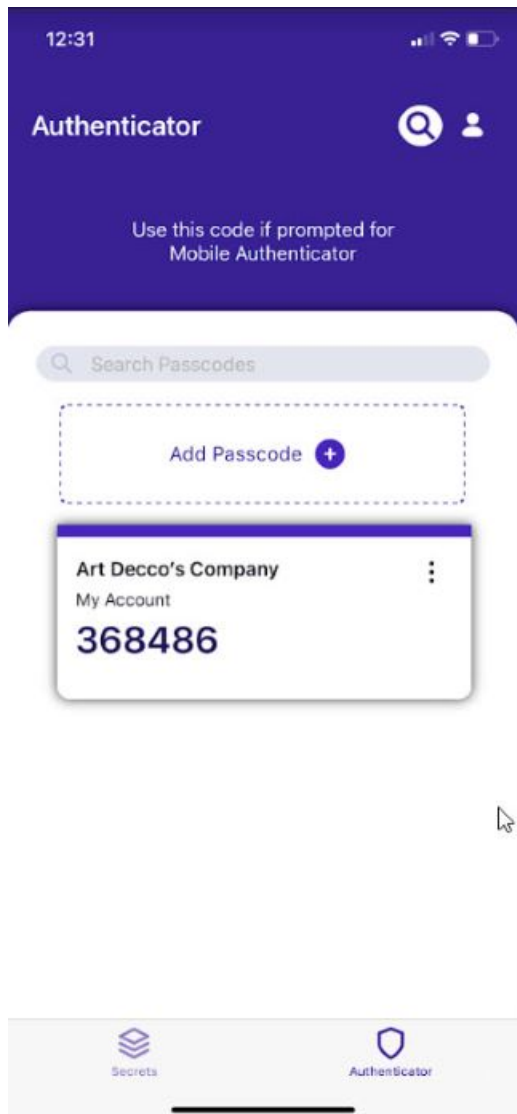 12:31
Authenticator
Use this code if prompted for
Mobile Authenticator
Search Passcodes
Add Passcode
Art Decco's Company
My Account
368486
Secrets
Authenticator